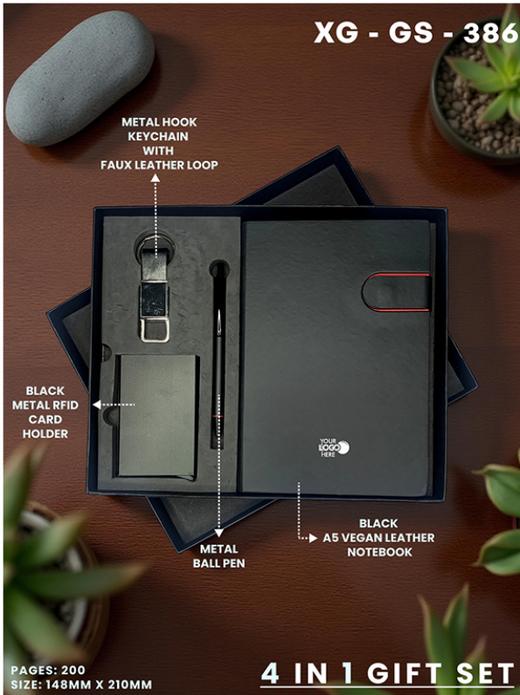 XG - GS - 386
METAL HOOK
KEYCHAIN
WITH
FAUX LEATHER LOOP
BLACK
METAL RFID
CARD
HOLDER
YOUR
LOGO
HERE
METAL
BALL PEN
BLACK
A5 VEGAN LEATHER
NOTEBOOK
PAGES: 200
SIZE: 148MM X 210MM
4 IN 1 GIFT SET